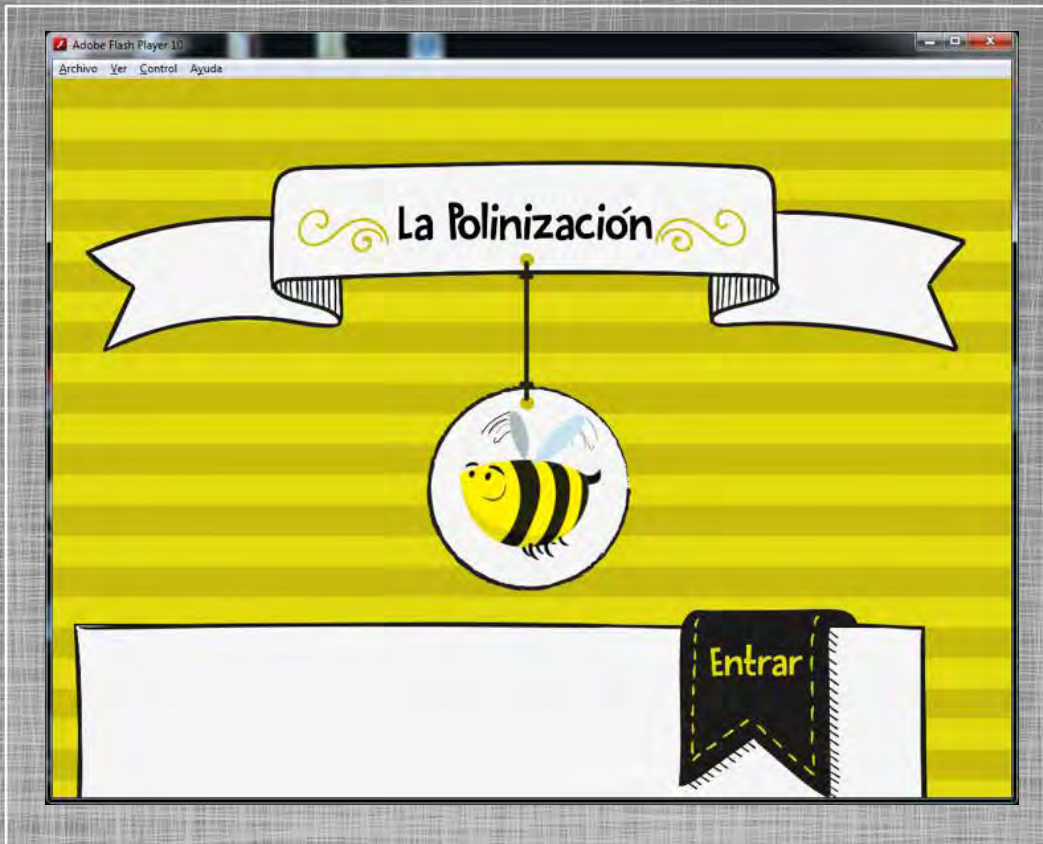 Adobe Flash Player 10
Archivo Ver Control Ayuda
La Polinización
Entrar